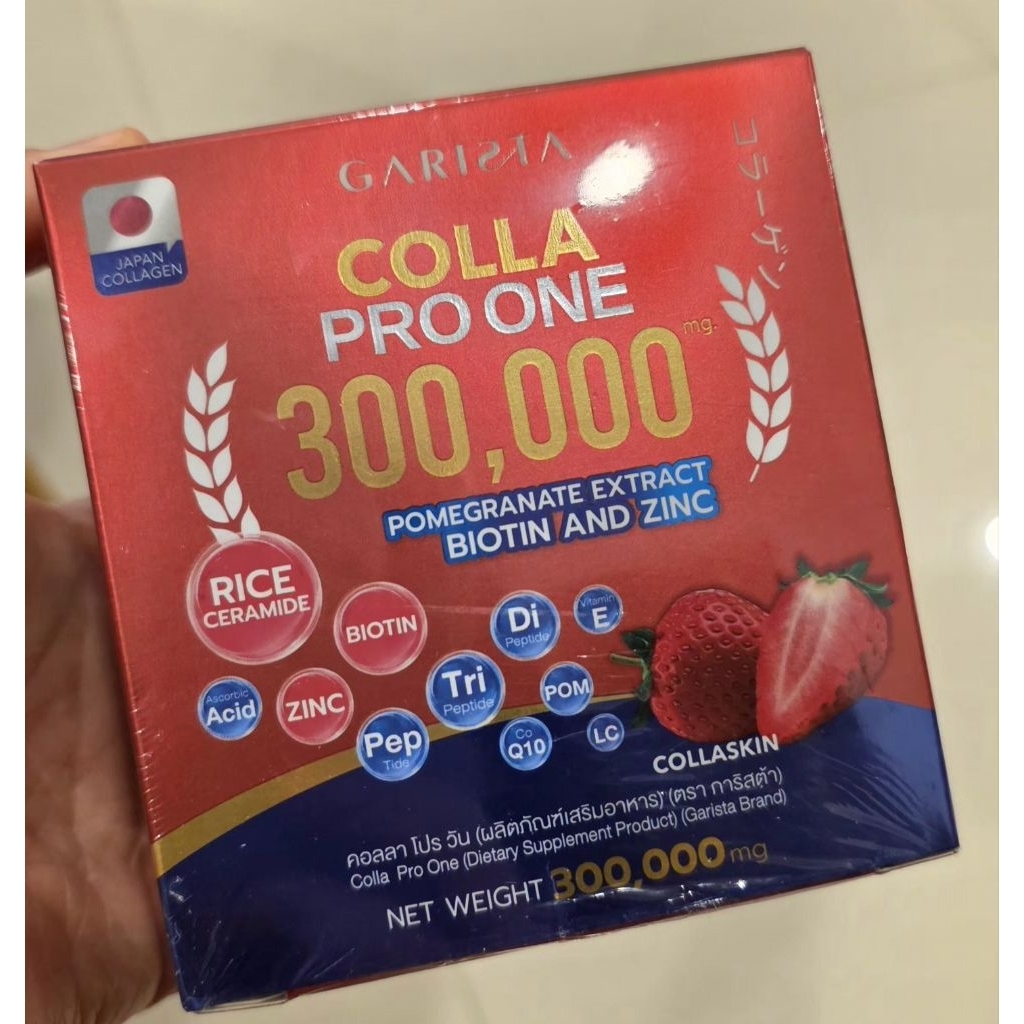 GARISTA
コラーゲン
JAPAN
COLLAGEN
COLLA
PRO ONE
300,000 mg.
POMEGRANATE EXTRACT
BIOTIN AND ZINC
RICE
CERAMIDE
BIOTIN
Di
Peptide
Vitamin
E
Ascorbic
Acid
ZINC
Tri
Peptide
POM
Pep
Tide
Co
Q10
LC
COLLASKIN
คอลลา โปร วัน (ผลิตภัณฑ์เสริมอาหาร) (ตรา การิสต้า)
Colla Pro One (Dietary Supplement Product) (Garista Brand)
NET WEIGHT 300,000 mg